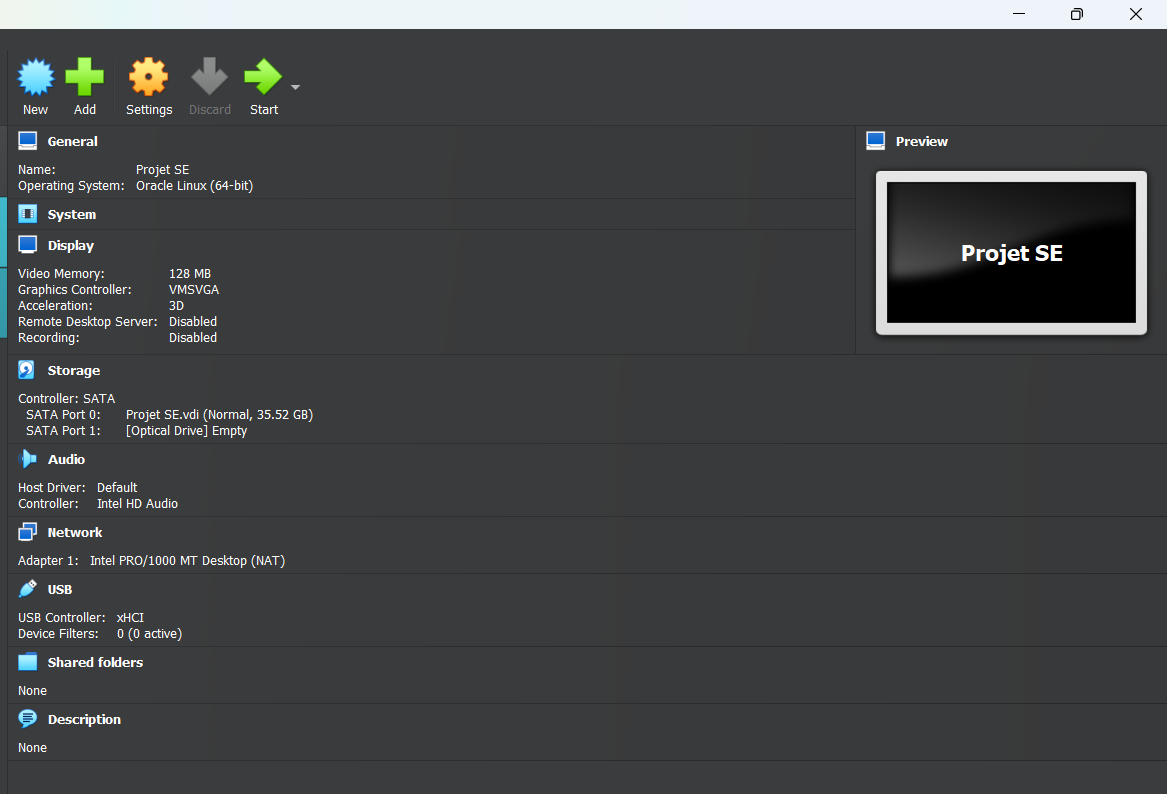 New Add Settings Discard Start
General
Name: Projet SE
Operating System: Oracle Linux (64-bit)
System
Display
Video Memory: 128 MB
Graphics Controller: VMSVGA
Acceleration: 3D
Remote Desktop Server: Disabled
Recording: Disabled
Preview
Projet SE
Storage
Controller: SATA
SATA Port 0: Projet SE.vdi (Normal, 35.52 GB)
SATA Port 1: [Optical Drive] Empty
Audio
Host Driver: Default
Controller: Intel HD Audio
Network
Adapter 1: Intel PRO/1000 MT Desktop (NAT)
USB
USB Controller: xHCI
Device Filters: 0 (0 active)
Shared folders
None
Description
None